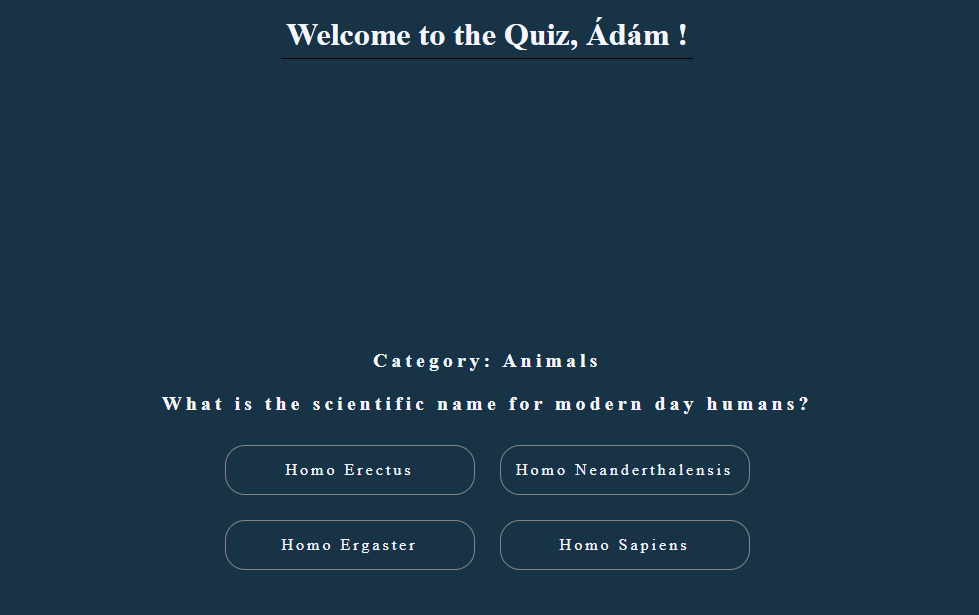 Welcome to the Quiz, Ádám !
Category: Animals
What is the scientific name for modern day humans?
Homo Erectus
Homo Neanderthalensis
Homo Ergaster
Homo Sapiens